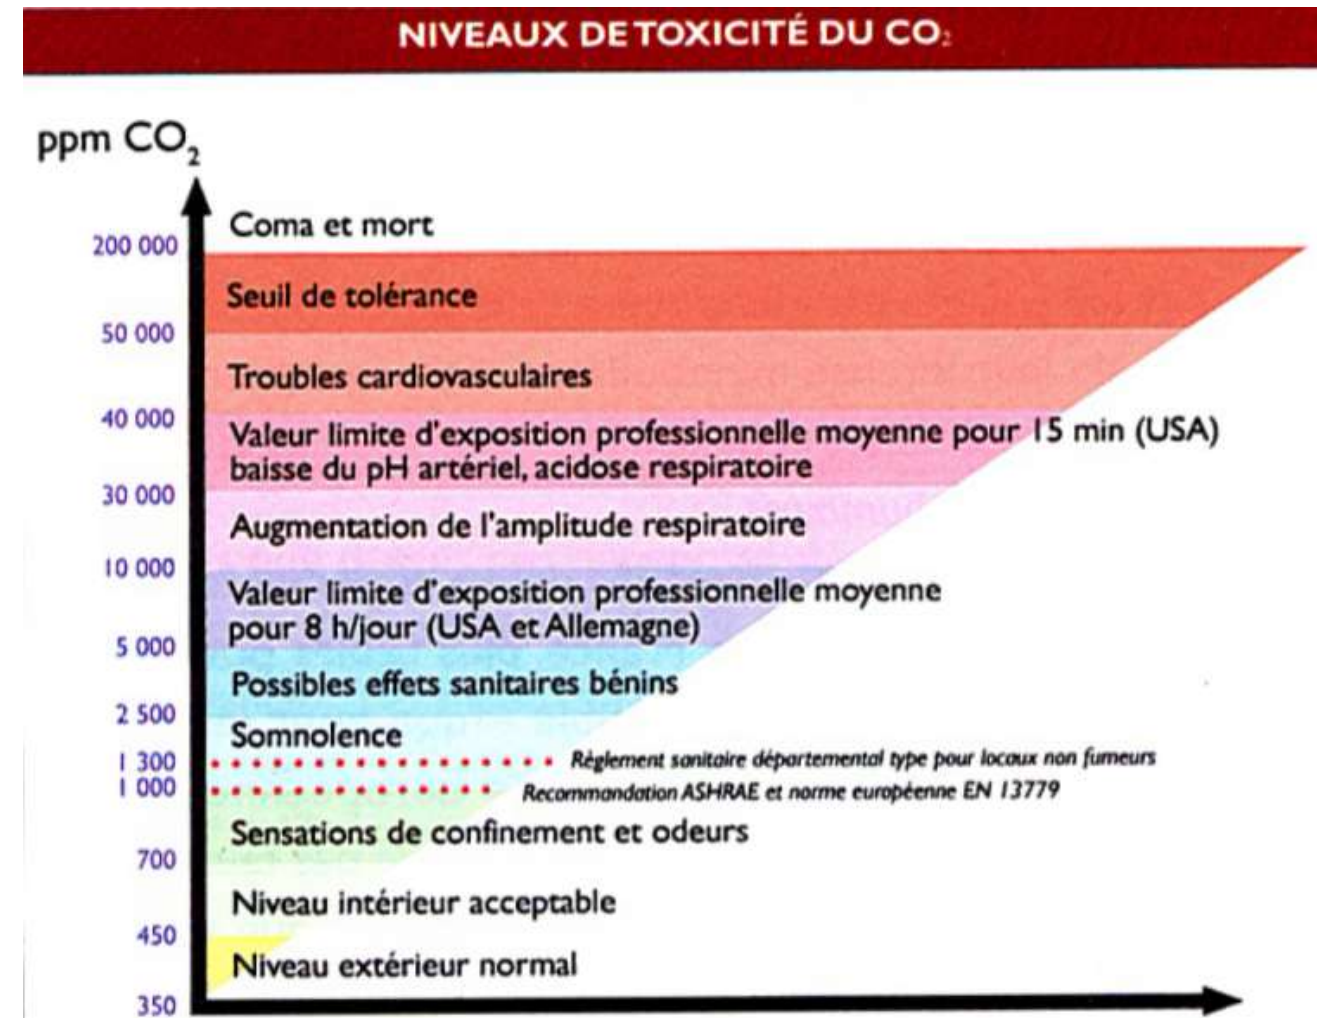 NIVEAUX DE TOXICITÉ DU CO₂
ppm CO₂
Coma et mort
200 000
Seuil de tolérance
50 000
Troubles cardiovasculaires
40 000
Valeur limite d'exposition professionnelle moyenne pour 15 min (USA)
baisse du pH artériel, acidose respiratoire
30 000
Augmentation de l'amplitude respiratoire
10 000
Valeur limite d'exposition professionnelle moyenne
pour 8 h/jour (USA et Allemagne)
5 000
Possibles effets sanitaires bénins
2 500
Somnolence
1 300 Règlement sanitaire départemental type pour locaux non fumeurs
1 000 Recommandation ASHRAE et norme européenne EN 13779
Sensations de confinement et odeurs
700
Niveau intérieur acceptable
450
Niveau extérieur normal
350